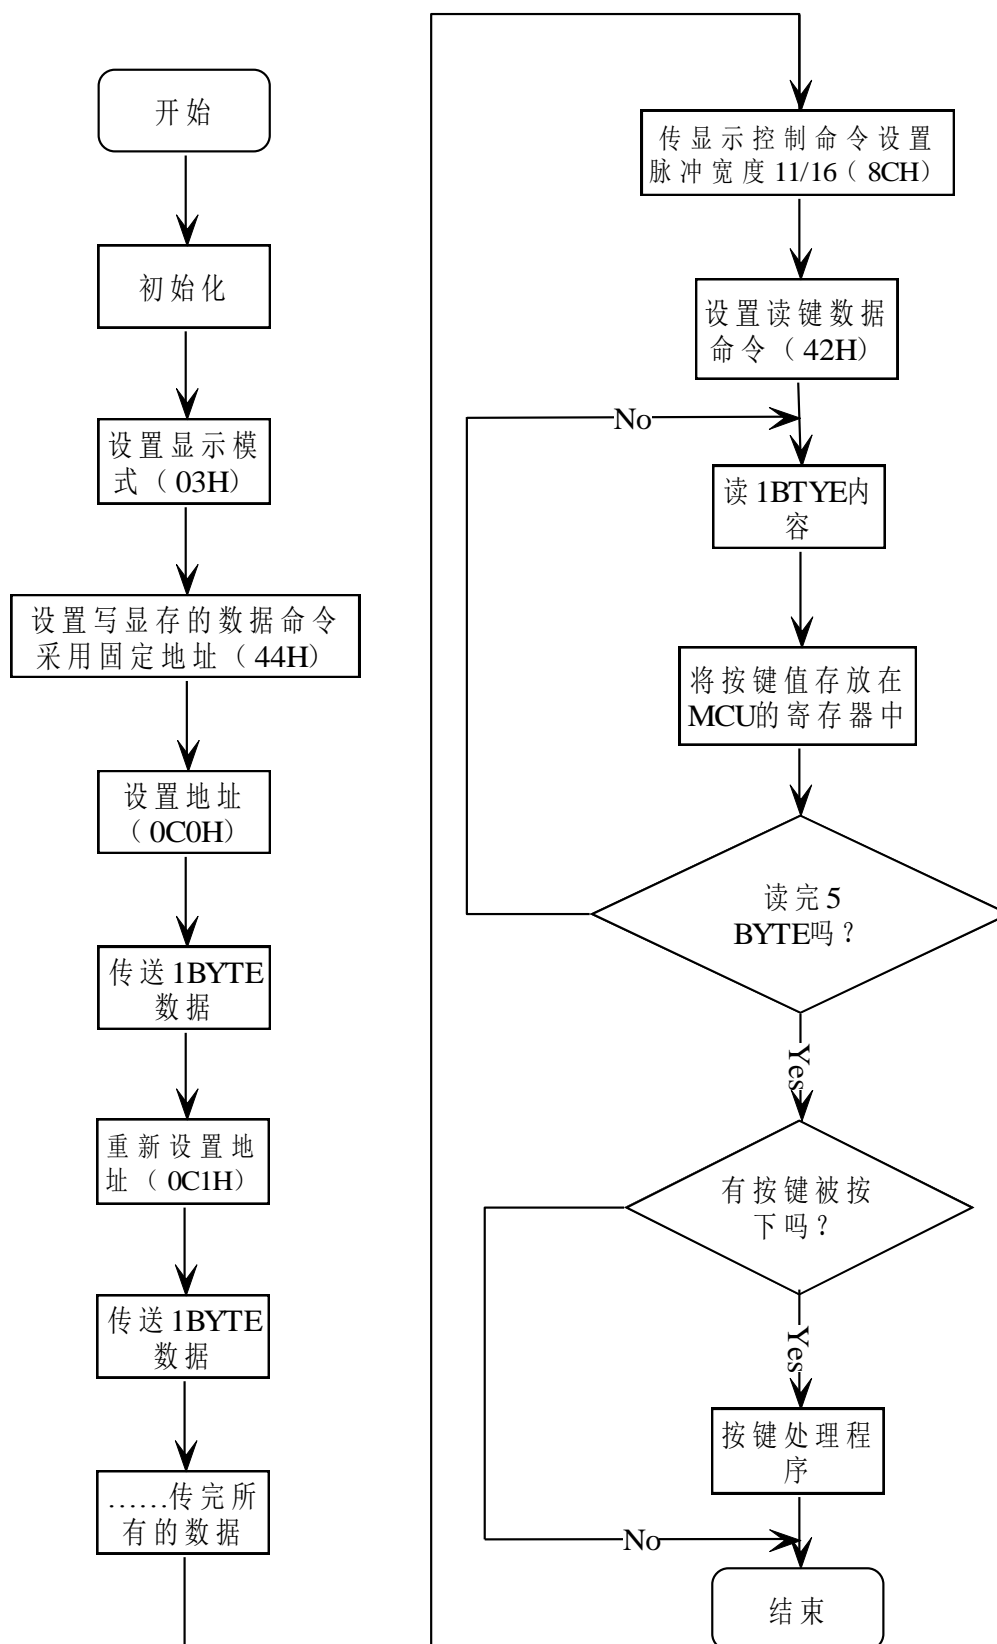 开始
初始化
设置显示模
式（03H）
设置写显存的数据命令
采用固定地址（44H）
设置地址
（0C0H）
传送1BYTE
数据
重新设置地
址（0C1H）
传送1BYTE
数据
……传完所
有的数据
传显示控制命令设置
脉冲宽度11/16（8CH）
设置读键数据
命令（42H）
No
读1BTYE内
容
将按键值存放在
MCU的寄存器中
读完5
BYTE吗？
Yes
有按键被按
下吗？
Yes
按键处理程
序
No
结束